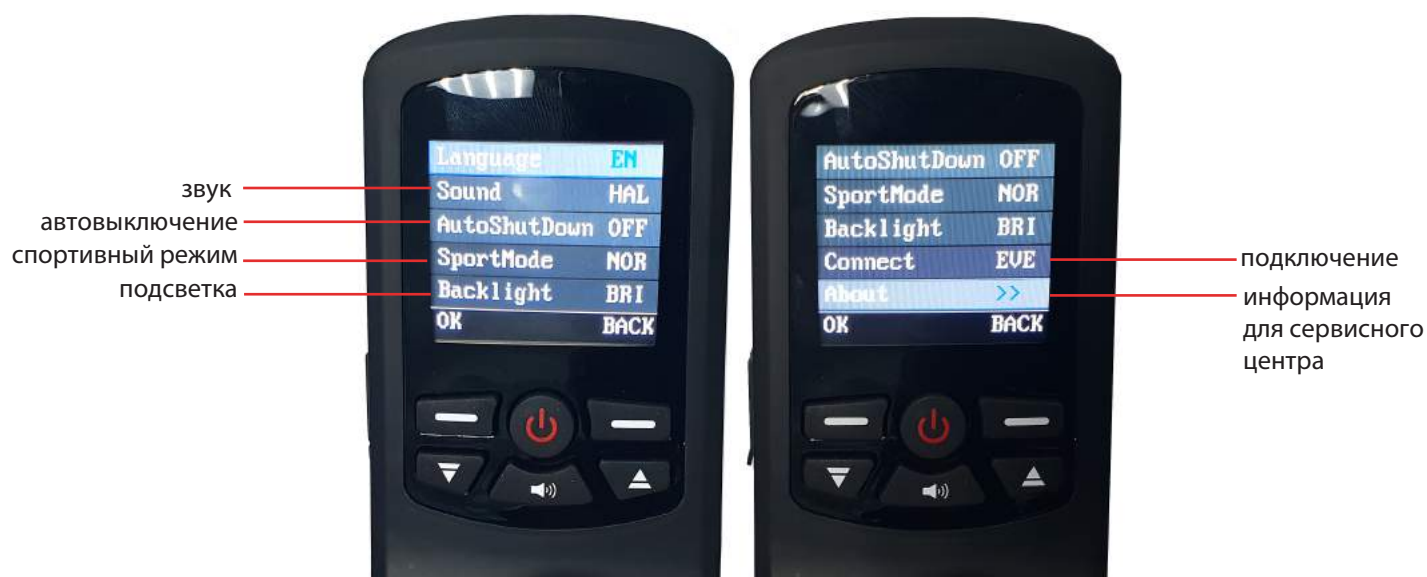 звук
автовыключение
спортивный режим
подсветка
Language EN
Sound HAL
AutoShutDown OFF
SportMode NOR
Backlight BRI
OK BACK
AutoShutDown OFF
SportMode NOR
Backlight BRI
Connect EVE
About >>
OK BACK
подключение
информация
для сервисного
центра